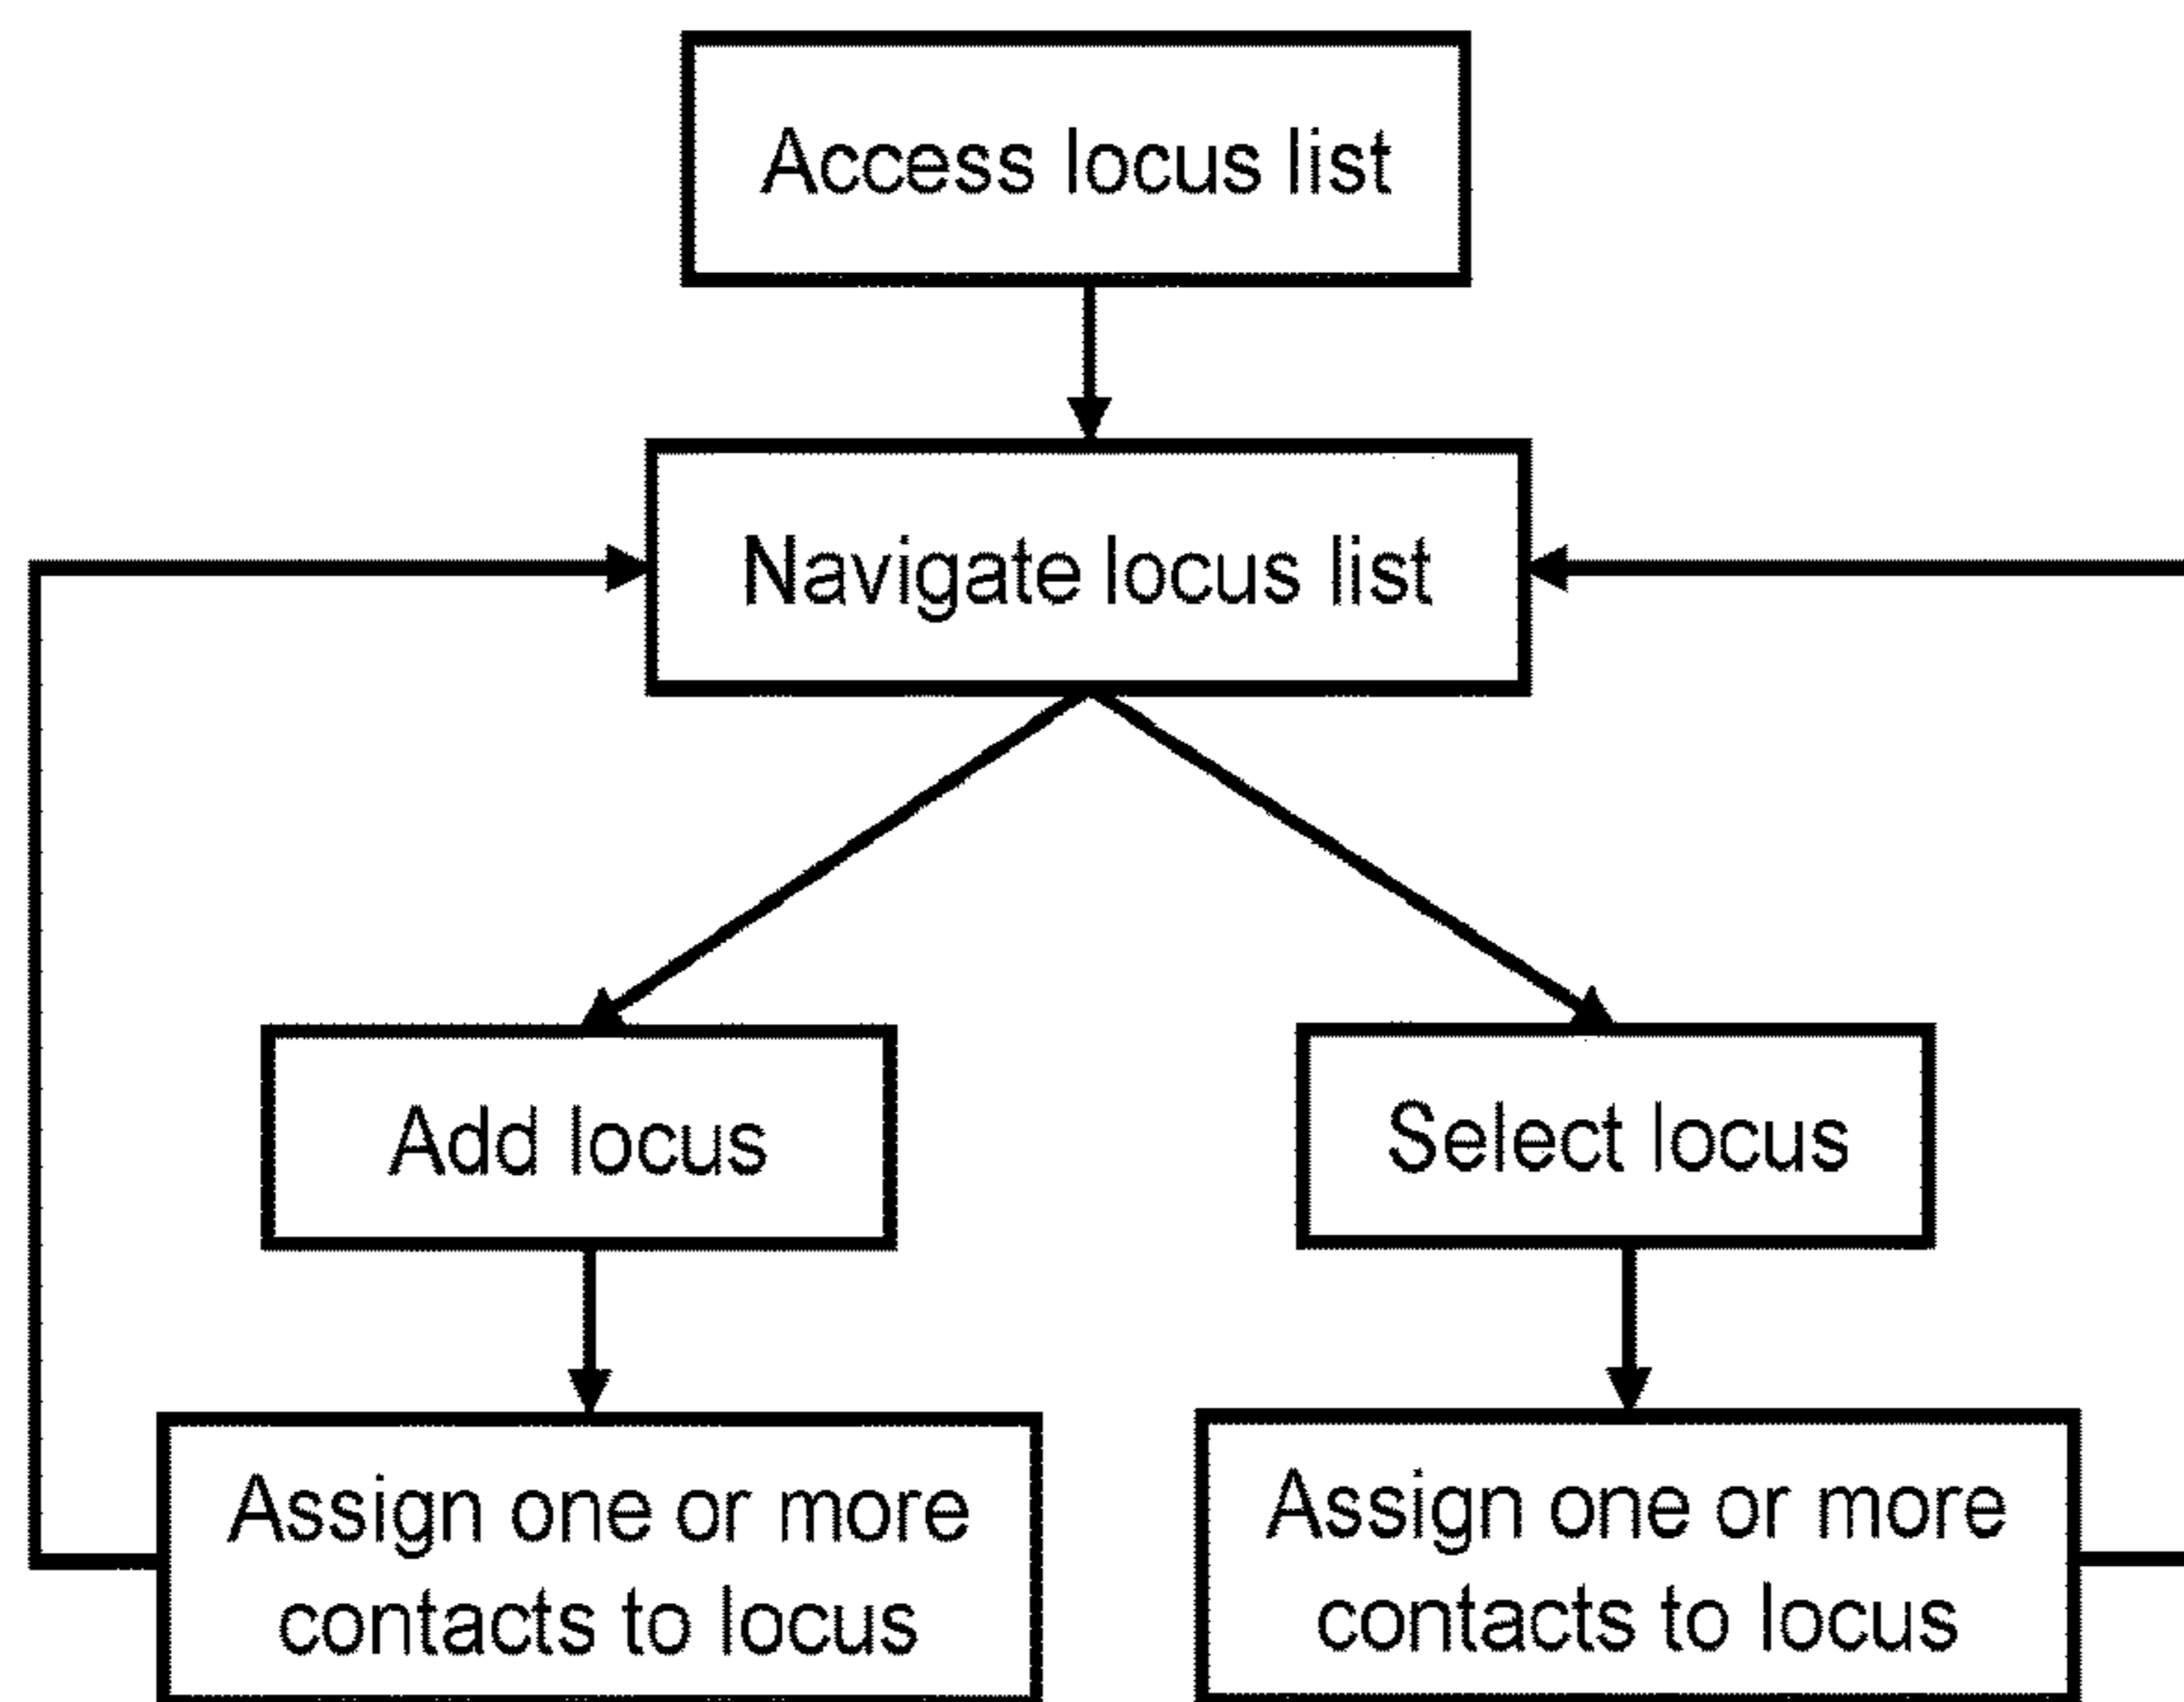 Access locus list
Navigate locus list
Add locus
Select locus
Assign one or more
contacts to locus
Assign one or more
contacts to locus